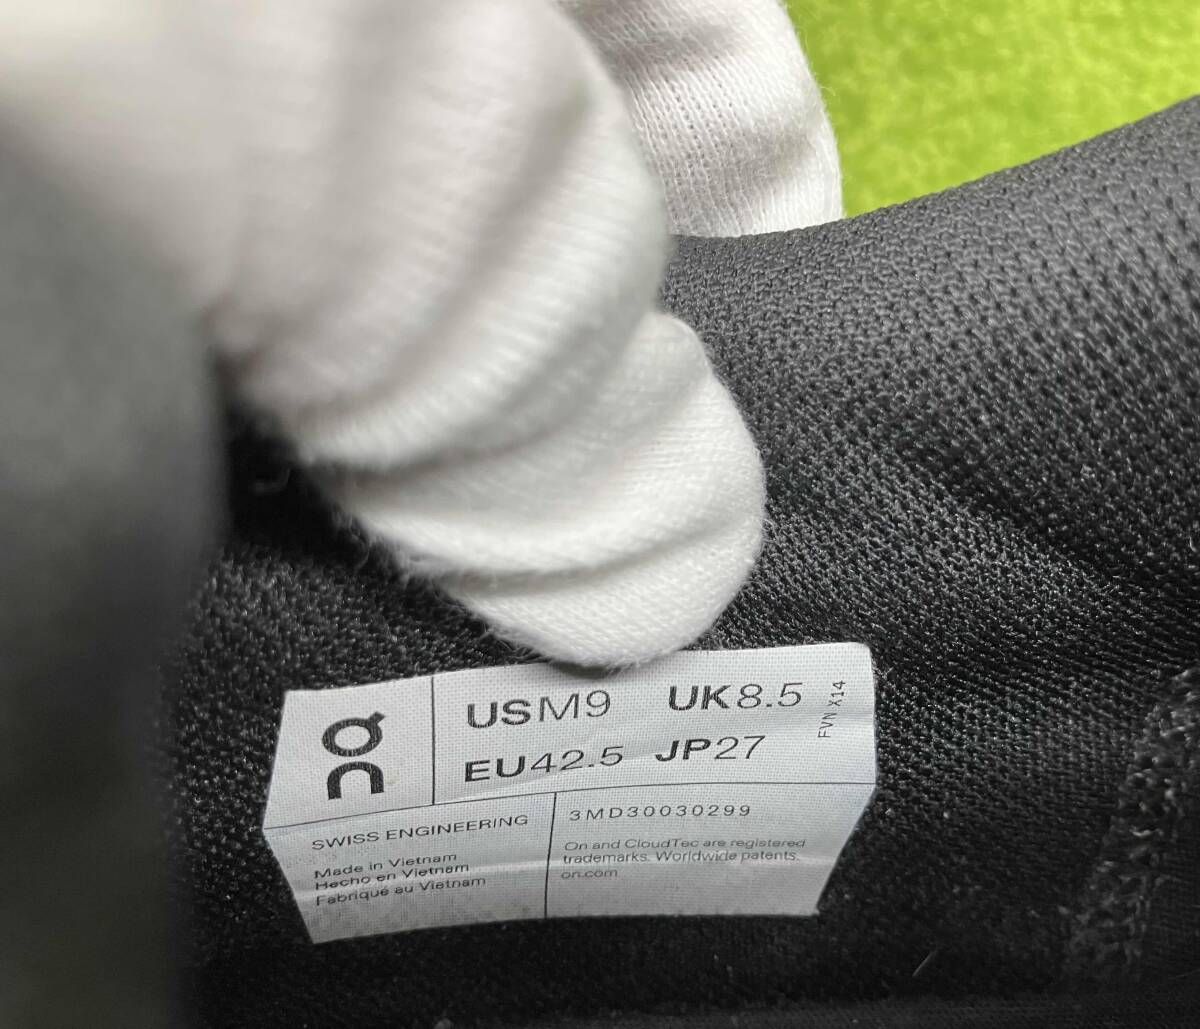 USM9 UK8.5
EU42.5 JP27
FVN X14
SWISS ENGINEERING
Made in Vietnam
Hecho en Vietnam
Fabriqué au Vietnam
3MD30030299
On and CloudTec are registered
trademarks. Worldwide patents.
on.com